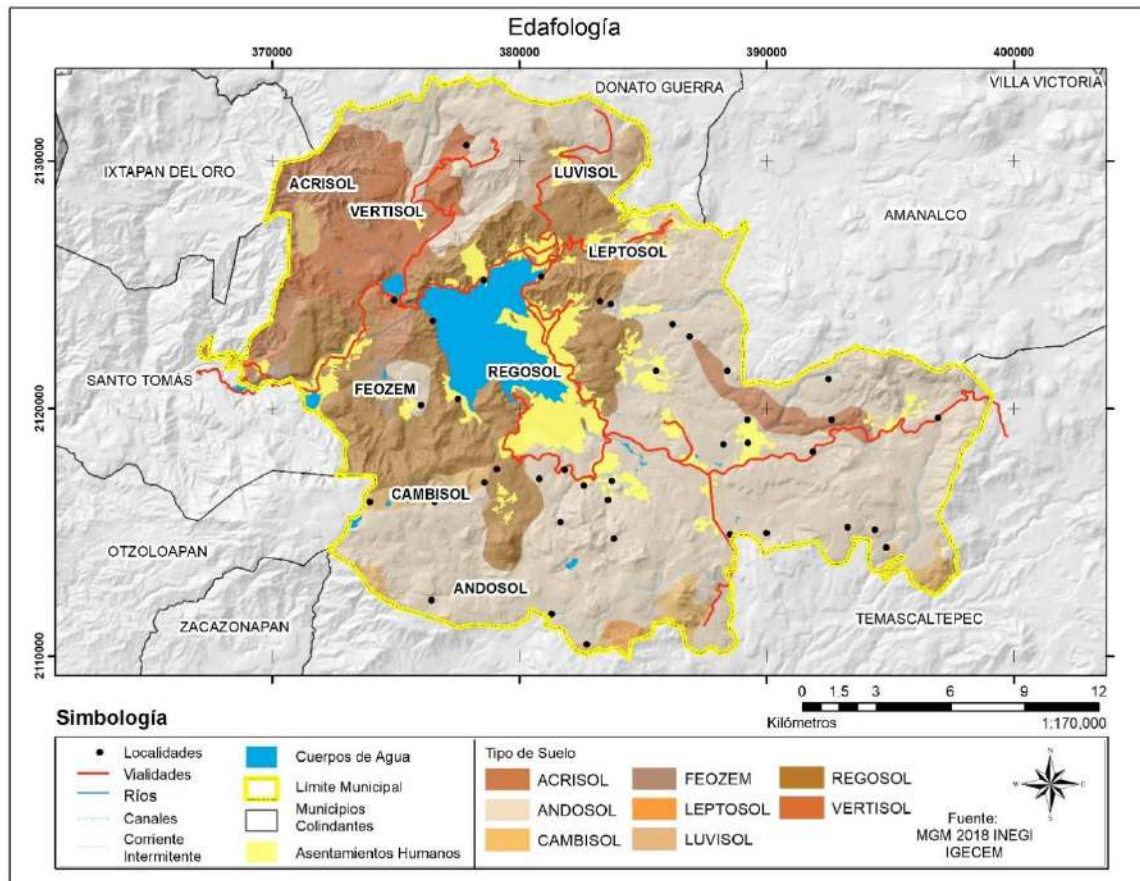 Edafología
370000
380000
390000
400000
DONATO GUERRA
VILLA VICTORIA
2130000
IXTAPAN DEL ORO
ACRISOL
LUVISOL
VERTISOL
AMANALCO
LEPTOSOL
SANTO TOMÁS
REGOSOL
FEOZEM
2120000
CAMBISOL
OTZOLOAPAN
ANDOSOL
ZACAZONAPAN
TEMASCALTEPEC
2110000
0 1.5 3 6 9 12
Kilómetros
1:170,000
Simbología
Localidades
Vialidades
Ríos
Canales
Corriente
Intermitente
Cuerpos de Agua
Límite Municipal
Municipios
Colindantes
Asentamientos Humanos
Tipo de Suelo
ACRISOL
ANDOSOL
CAMBISOL
FEOZEM
LEPTOSOL
LUVISOL
REGOSOL
VERTISOL
N
W
E
S
Fuente:
MGM 2018 INEGI
IGECEM